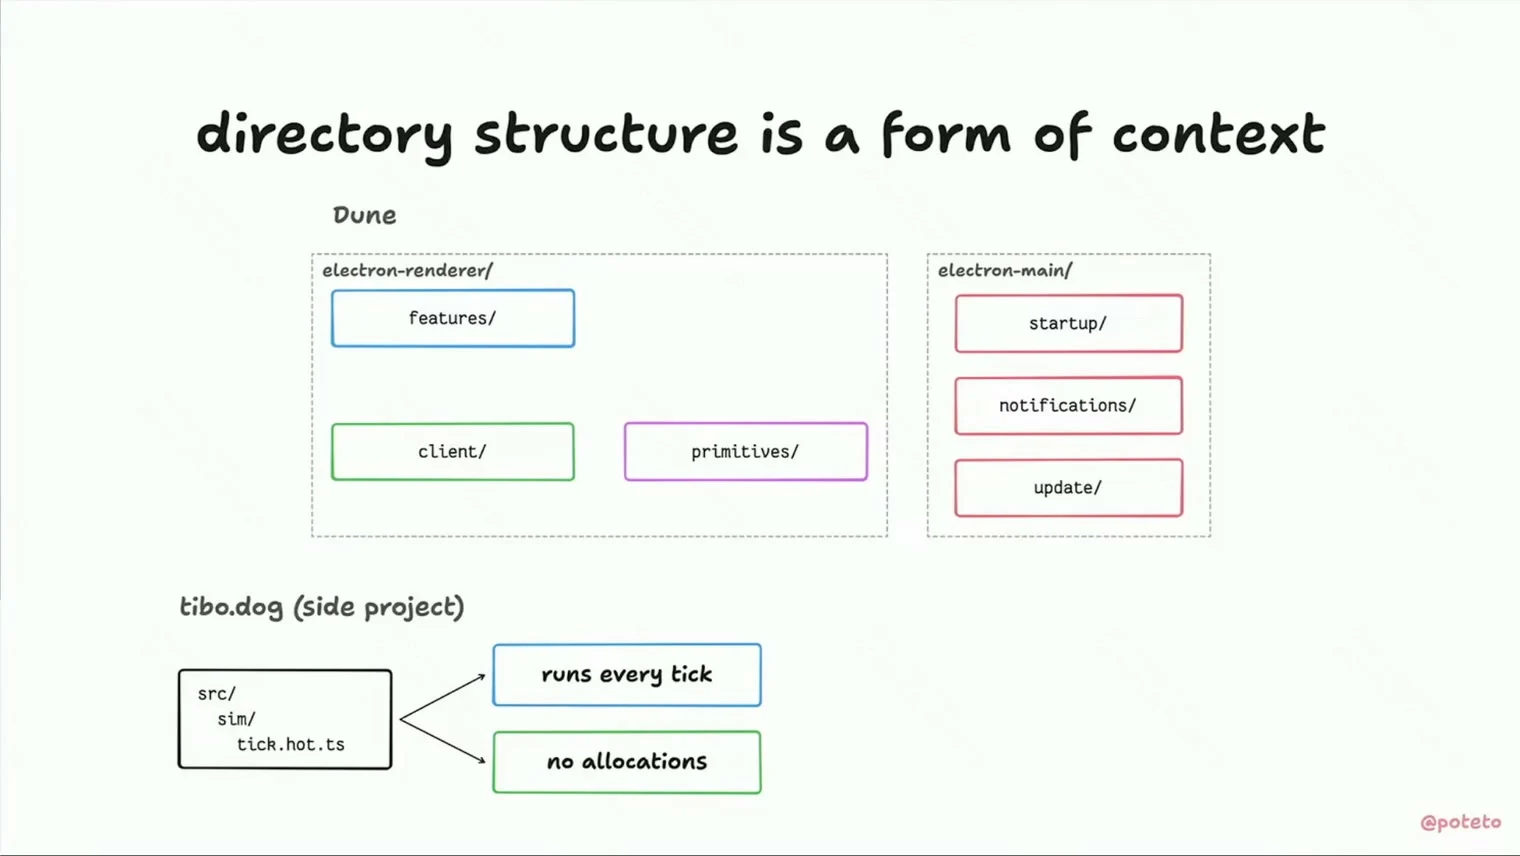 directory structure is a form of context
Dune
electron-renderer/
features/
client/
primitives/
electron-main/
startup/
notifications/
update/
tibo.dog (side project)
src/
sim/
tick.hot.ts
runs every tick
no allocations
@poteto